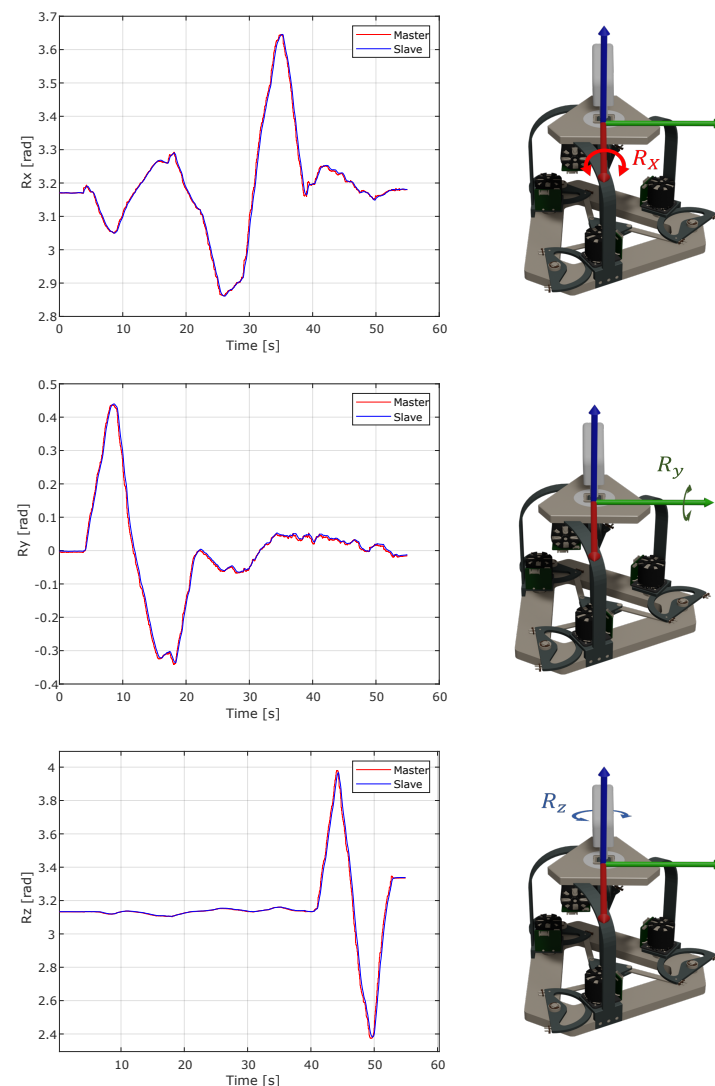 3.7
3.6
3.5
3.4
3.3
3.2
3.1
3
2.9
2.8
Rx [rad]
0 10 20 30 40 50 60
Time [s]
Master
Slave
R_X
0.5
0.4
0.3
0.2
0.1
0
-0.1
-0.2
-0.3
-0.4
Ry [rad]
0 10 20 30 40 50 60
Time [s]
Master
Slave
R_y
4
3.8
3.6
3.4
3.2
3
2.8
2.6
2.4
Rz [rad]
10 20 30 40 50 60
Time [s]
Master
Slave
R_z